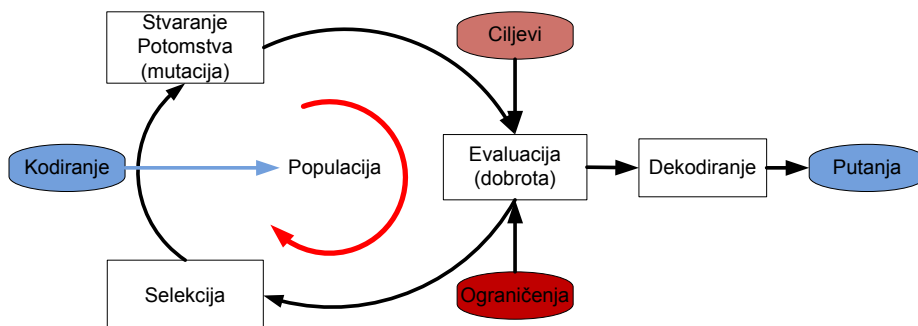 Stvaranje
Potomstva
(mutacija)
Ciljevi
Kodiranje
Populacija
Evaluacija
(dobrota)
Dekodiranje
Putanja
Selekcija
Ograničenja